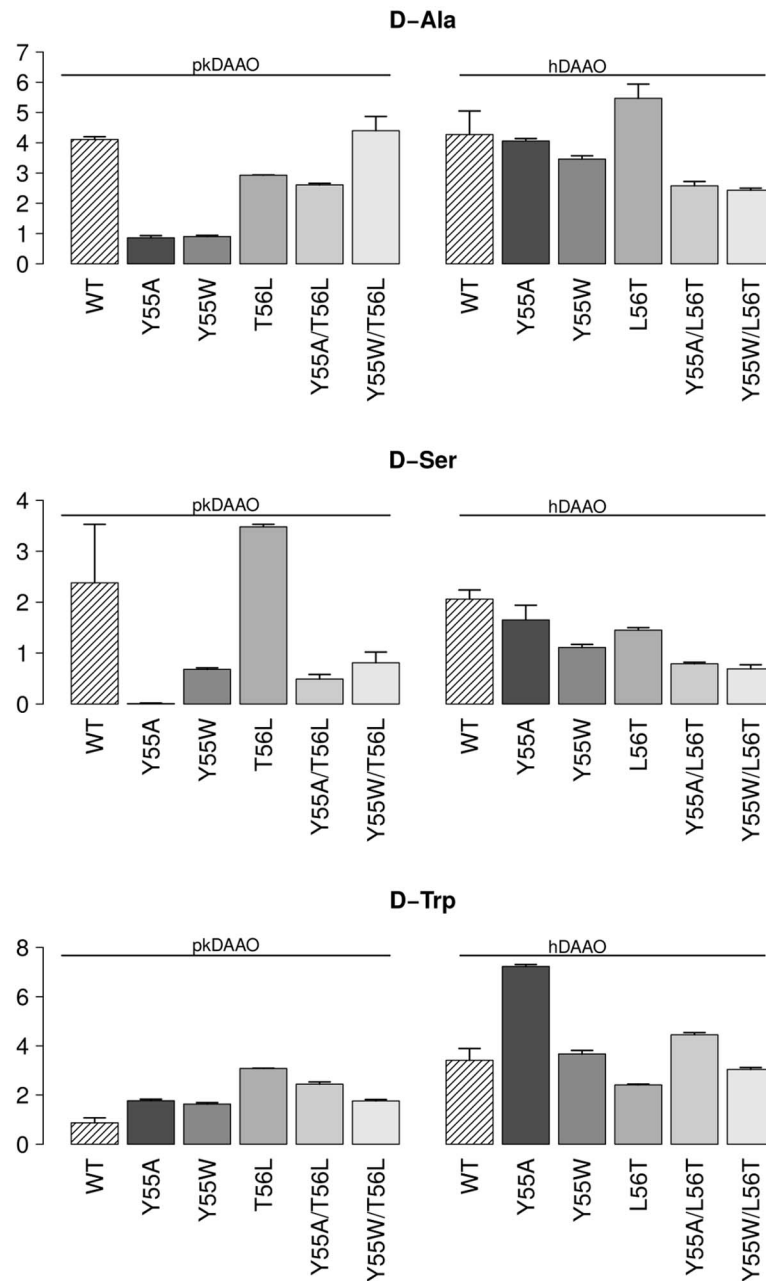 D−Ala
pkDAAO
hDAAO
7
6
5
4
3
2
1
0
WT
Y55A
Y55W
T56L
Y55A/T56L
Y55W/T56L
WT
Y55A
Y55W
L56T
Y55A/L56T
Y55W/L56T
D−Ser
pkDAAO
hDAAO
4
3
2
1
0
WT
Y55A
Y55W
T56L
Y55A/T56L
Y55W/T56L
WT
Y55A
Y55W
L56T
Y55A/L56T
Y55W/L56T
D−Trp
pkDAAO
hDAAO
8
6
4
2
0
WT
Y55A
Y55W
T56L
Y55A/T56L
Y55W/T56L
WT
Y55A
Y55W
L56T
Y55A/L56T
Y55W/L56T